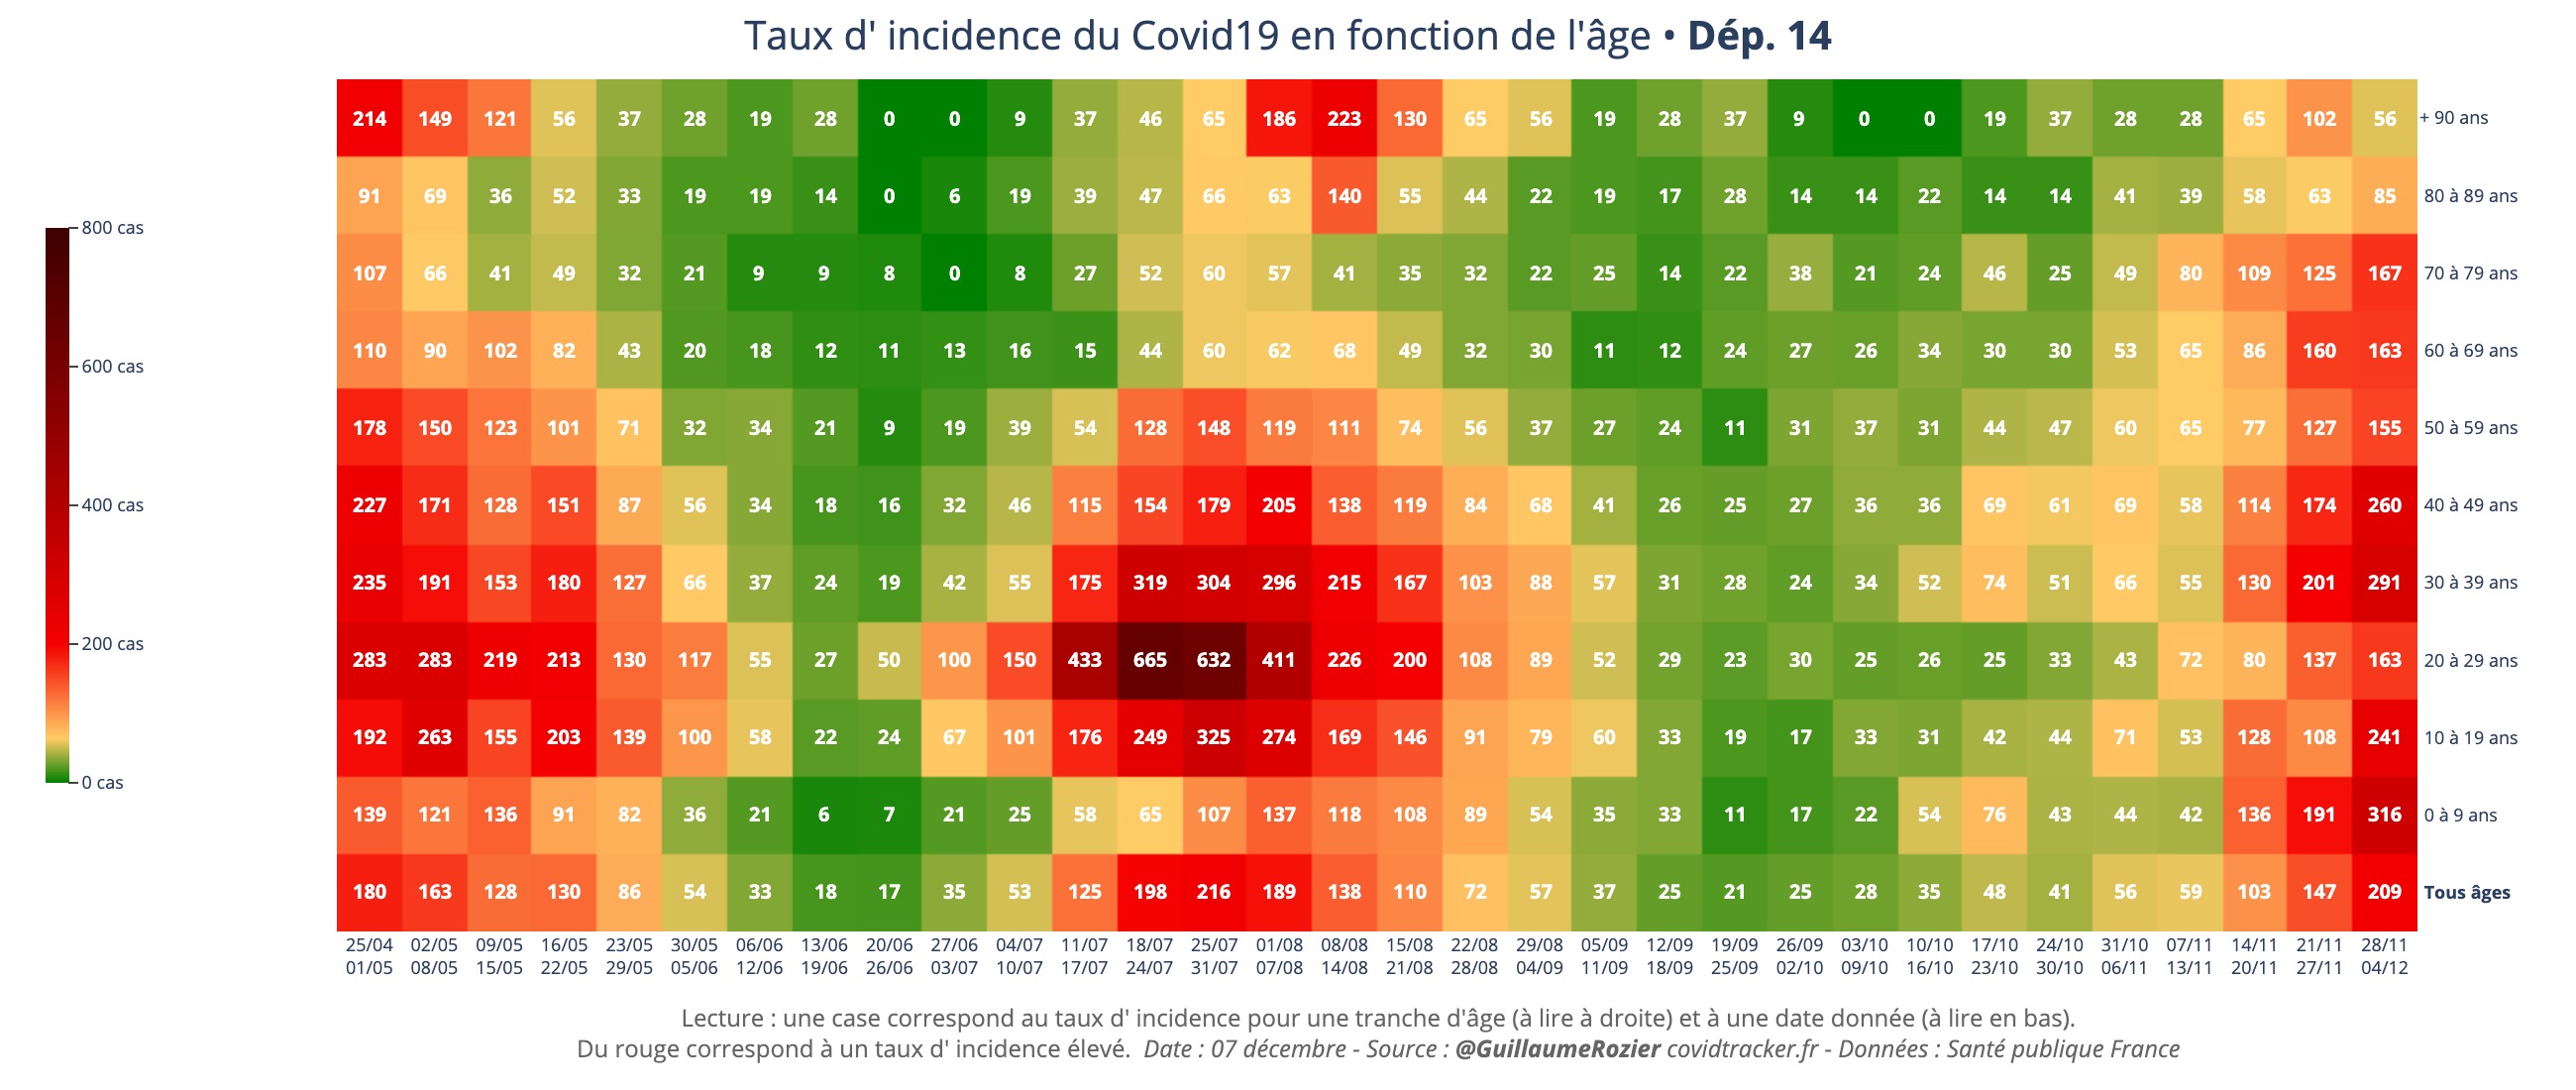 Taux d' incidence du Covid19 en fonction de l'âge • Dép. 14
800 cas
600 cas
400 cas
200 cas
0 cas
214 149 121 56 37 28 19 28 0 0 9 37 46 65 186 223 130 65 56 19 28 37 9 0 0 19 37 28 28 65 102 56 + 90 ans
91 69 36 52 33 19 19 14 0 6 19 39 47 66 63 140 55 44 22 19 17 28 14 14 22 14 14 41 39 58 63 85 80 à 89 ans
107 66 41 49 32 21 9 9 8 0 8 27 52 60 57 41 35 32 22 25 14 22 38 21 24 46 25 49 80 109 125 167 70 à 79 ans
110 90 102 82 43 20 18 12 11 13 16 15 44 60 62 68 49 32 30 11 12 24 27 26 34 30 30 53 65 86 160 163 60 à 69 ans
178 150 123 101 71 32 34 21 9 19 39 54 128 148 119 111 74 56 37 27 24 11 31 37 31 44 47 60 65 77 127 155 50 à 59 ans
227 171 128 151 87 56 34 18 16 32 46 115 154 179 205 138 119 84 68 41 26 25 27 36 36 69 61 69 58 114 174 260 40 à 49 ans
235 191 153 180 127 66 37 24 19 42 55 175 319 304 296 215 167 103 88 57 31 28 24 34 52 74 51 66 55 130 201 291 30 à 39 ans
283 283 219 213 130 117 55 27 50 100 150 433 665 632 411 226 200 108 89 52 29 23 30 25 26 25 33 43 72 80 137 163 20 à 29 ans
192 263 155 203 139 100 58 22 24 67 101 176 249 325 274 169 146 91 79 60 33 19 17 33 31 42 44 71 53 128 108 241 10 à 19 ans
139 121 136 91 82 36 21 6 7 21 25 58 65 107 137 118 108 89 54 35 33 11 17 22 54 76 43 44 42 136 191 316 0 à 9 ans
180 163 128 130 86 54 33 18 17 35 53 125 198 216 189 138 110 72 57 37 25 21 25 28 35 48 41 56 59 103 147 209 Tous âges
25/04 02/05 09/05 16/05 23/05 30/05 06/06 13/06 20/06 27/06 04/07 11/07 18/07 25/07 01/08 08/08 15/08 22/08 29/08 05/09 12/09 19/09 26/09 03/10 10/10 17/10 24/10 31/10 07/11 14/11 21/11 28/11
01/05 08/05 15/05 22/05 29/05 05/06 12/06 19/06 26/06 03/07 10/07 17/07 24/07 31/07 07/08 14/08 21/08 28/08 04/09 11/09 18/09 25/09 02/10 09/10 16/10 23/10 30/10 06/11 13/11 20/11 27/11 04/12
Lecture : une case correspond au taux d' incidence pour une tranche d'âge (à lire à droite) et à une date donnée (à lire en bas).
Du rouge correspond à un taux d' incidence élevé. Date : 07 décembre - Source : @GuillaumeRozier covidtracker.fr - Données : Santé publique France